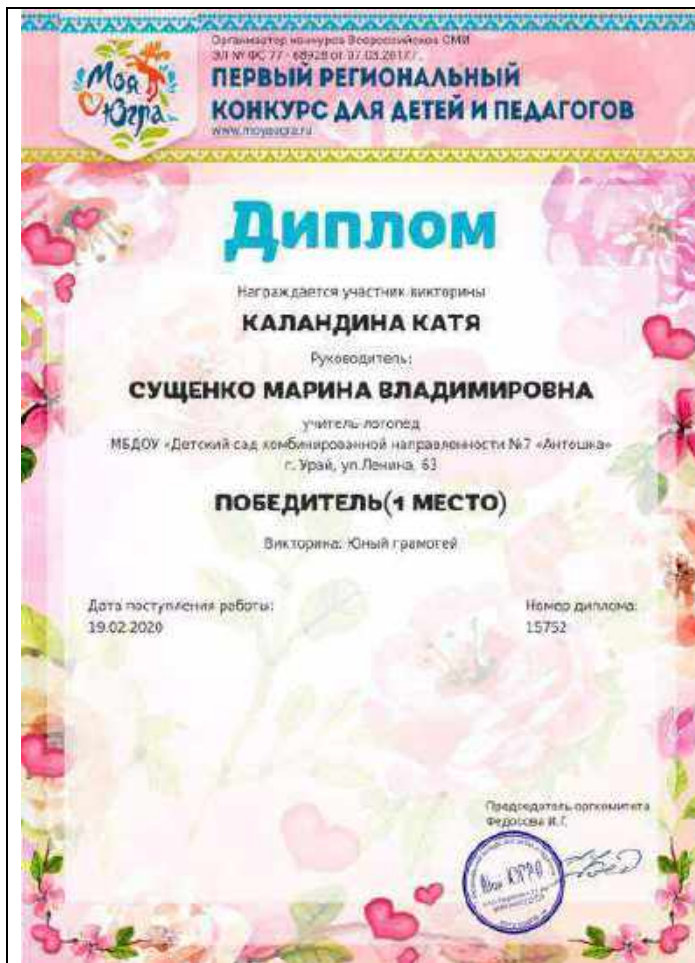 Моя Югра
Организатор конкурса Всероссийское СМИ
ЭЛ № ФС 77 - 68928 от 07.03.2017 г.
ПЕРВЫЙ РЕГИОНАЛЬНЫЙ
КОНКУРС ДЛЯ ДЕТЕЙ И ПЕДАГОГОВ
www.moyaugra.ru
Диплом
Награждается участник викторины
КАЛАНДИНА КАТЯ
Руководитель:
СУЩЕНКО МАРИНА ВЛАДИМИРОВНА
учитель-логопед
МБДОУ «Детский сад комбинированной направленности №7 «Антошка»
г. Урай, ул.Ленина, 63
ПОБЕДИТЕЛЬ(1 МЕСТО)
Викторина: Юный грамотей
Дата поступления работы:
19.02.2020
Номер диплома:
15752
Председатель оргкомитета
Федосова И.Г.
Моя ЮГРА